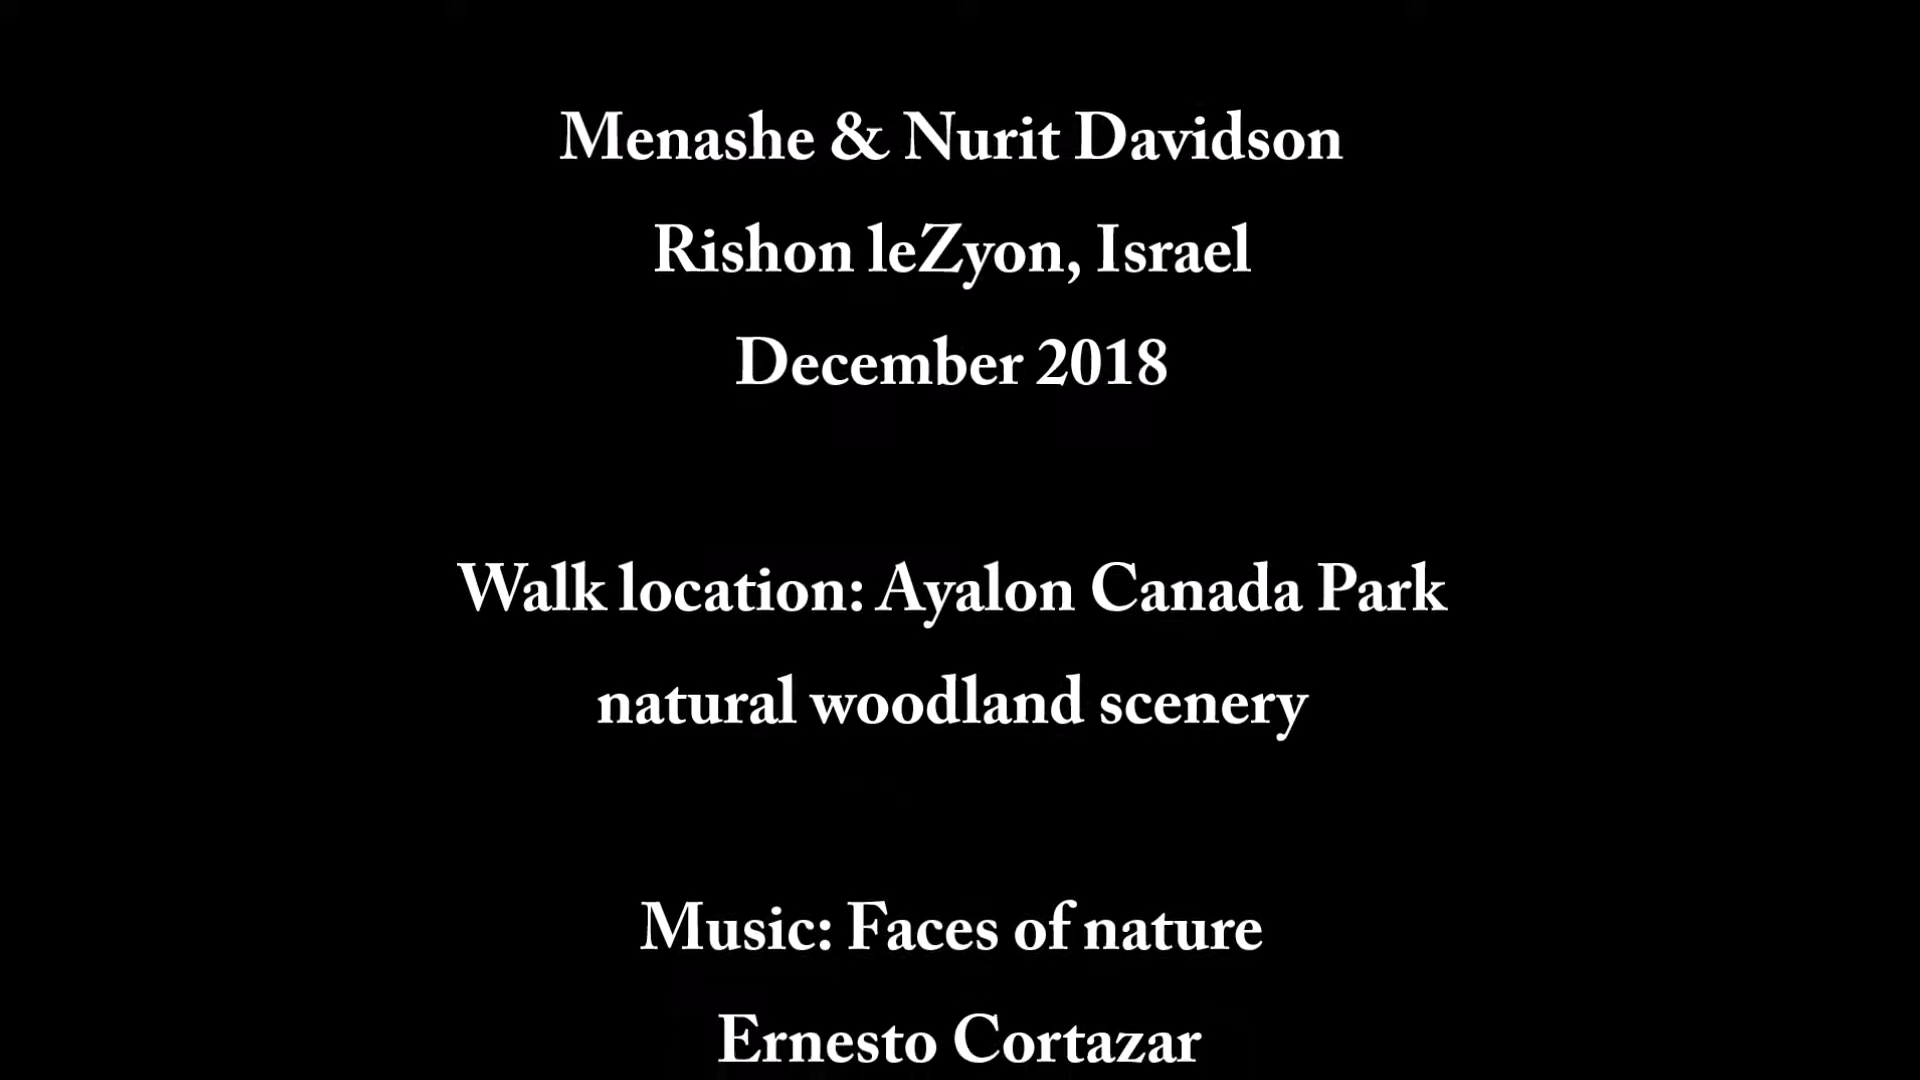 Menashe & Nurit Davidson
Rishon leZyon, Israel
December 2018
Walk location: Ayalon Canada Park
natural woodland scenery
Music: Faces of nature
Ernesto Cortazar